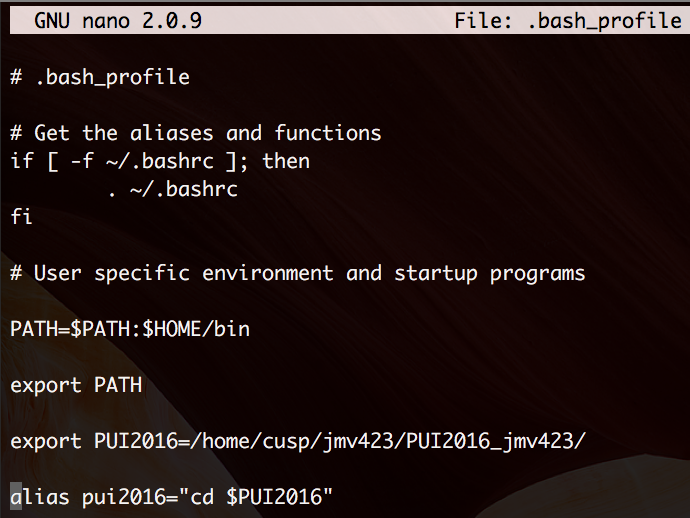 GNU nano 2.0.9 File: .bash_profile
# .bash_profile
# Get the aliases and functions
if [ -f ~/.bashrc ]; then
. ~/.bashrc
fi
# User specific environment and startup programs
PATH=$PATH:$HOME/bin
export PATH
export PUI2016=/home/cusp/jmv423/PUI2016_jmv423/
alias pui2016="cd $PUI2016"